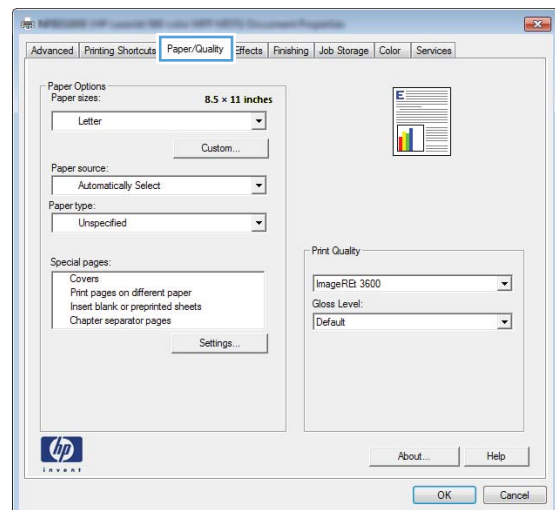 Advanced Printing Shortcuts Paper/Quality Effects Finishing Job Storage Color Services
Paper Options
Paper sizes: 8.5 × 11 inches
Letter
Custom...
Paper source:
Automatically Select
Paper type:
Unspecified
Special pages:
Covers
Print pages on different paper
Insert blank or preprinted sheets
Chapter separator pages
Settings...
E
Print Quality
ImageREt 3600
Gloss Level:
Default
hp
invent
About... Help
OK Cancel